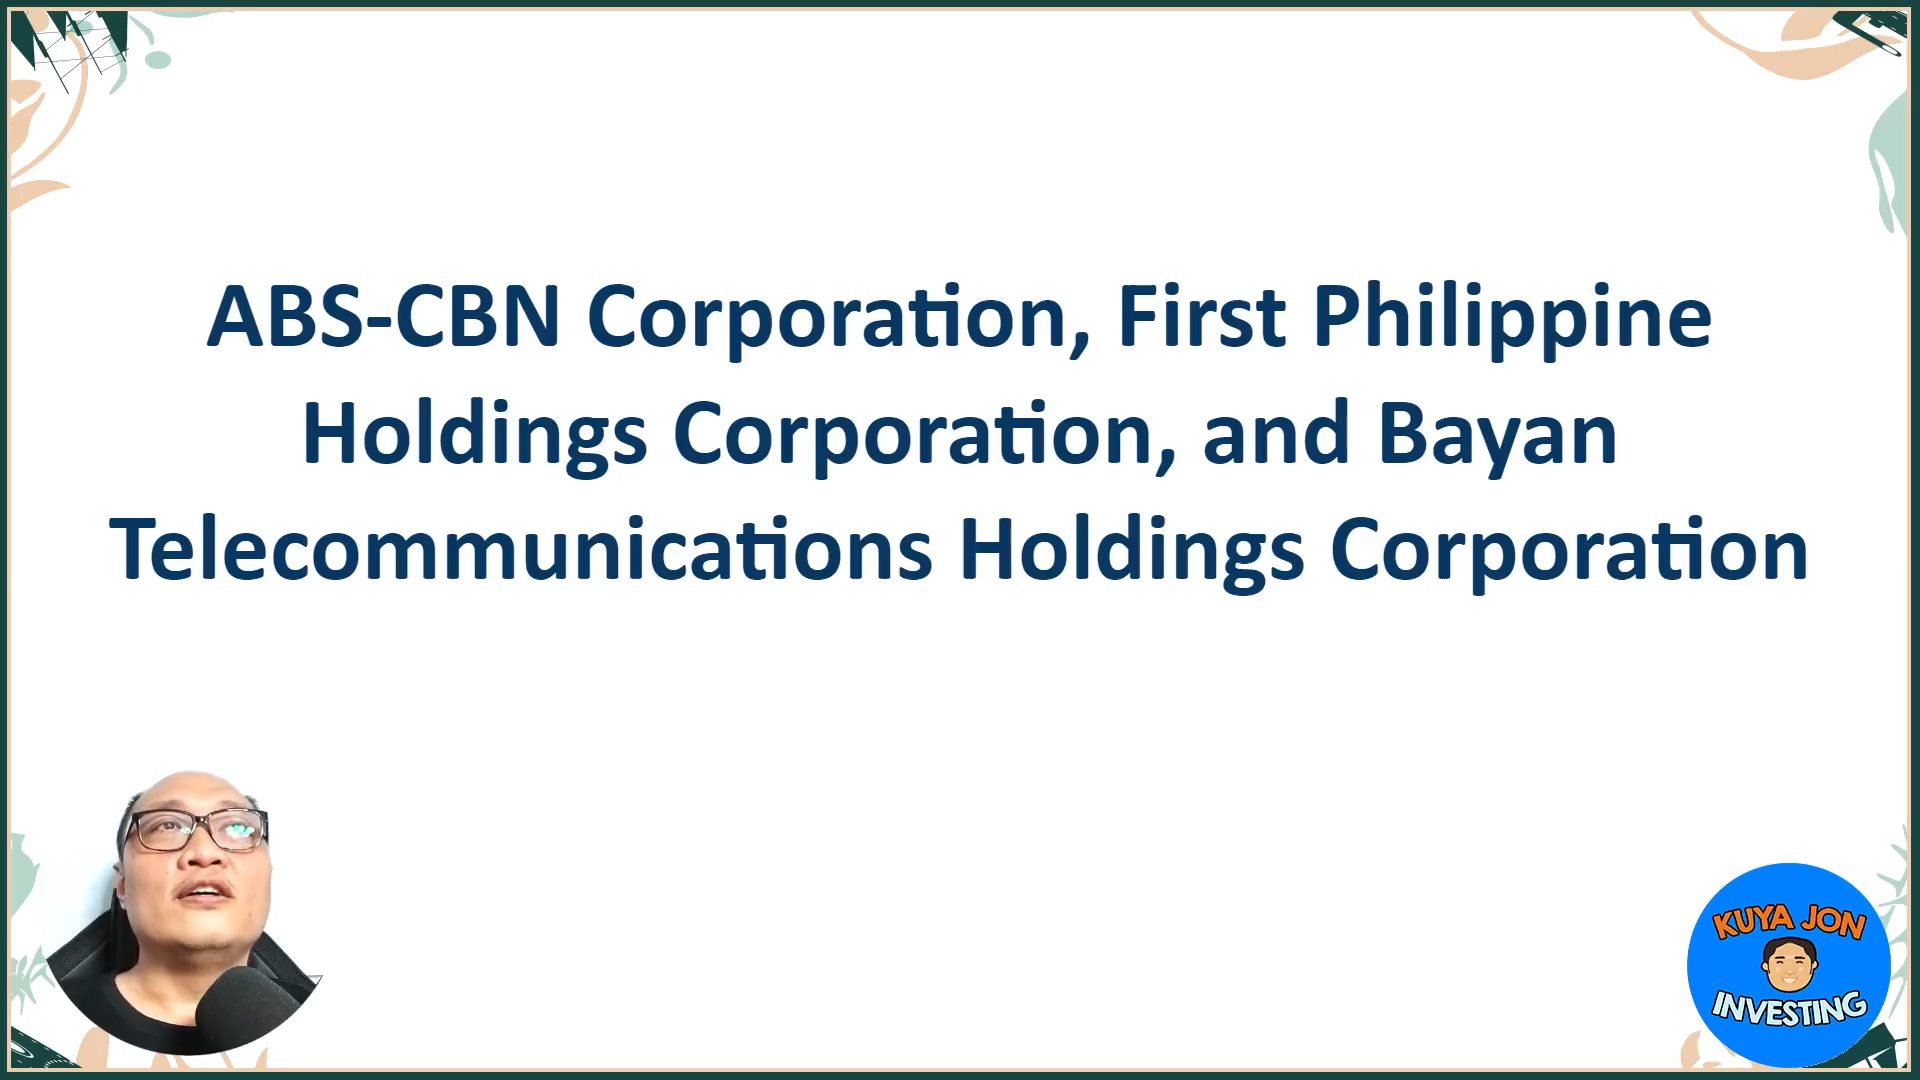 ABS-CBN Corporation, First Philippine
Holdings Corporation, and Bayan
Telecommunications Holdings Corporation
KUYA JON
INVESTING